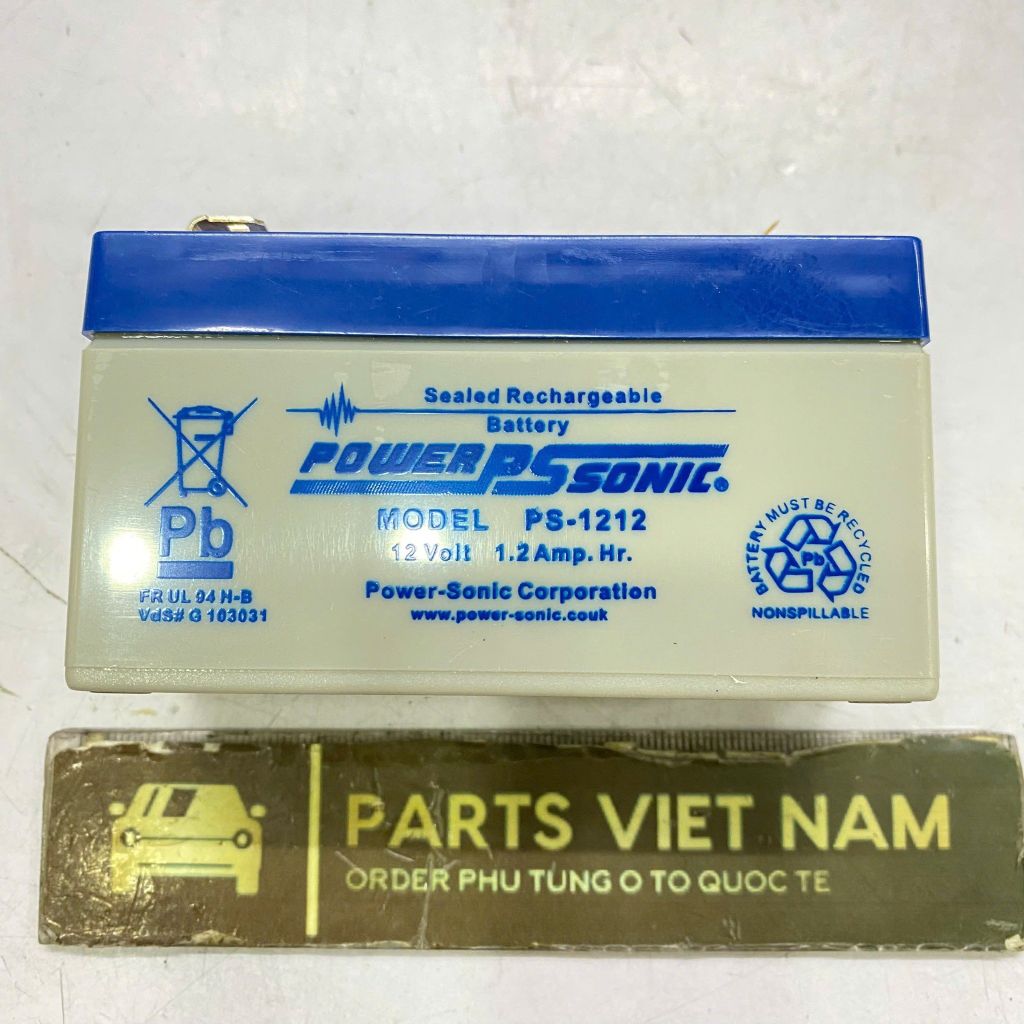 Sealed Rechargeable
Battery
POWER PS SONIC
MODEL PS-1212
12 Volt 1.2 Amp. Hr.
Power-Sonic Corporation
www.power-sonic.co.uk
Pb
FR UL 94 H-B
VdS# G 103031
BATTERY MUST BE RECYCLED
Pb
NONSPILLABLE
PARTS VIET NAM
ORDER PHU TUNG O TO QUOC TE